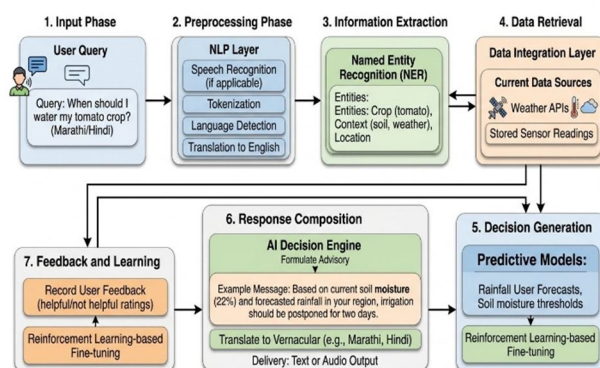 1. Input Phase
User Query
Query: When should I
water my tomato crop?
(Marathi/Hindi)
2. Preprocessing Phase
NLP Layer
Speech Recognition
(if applicable)
Tokenization
Language Detection
Translation to English
3. Information Extraction
Named Entity
Recognition (NER)
Entities:
Entities: Crop (tomato),
Context (soil, weather),
Location
4. Data Retrieval
Data Integration Layer
Current Data Sources
Weather APIs
Stored Sensor Readings
7. Feedback and Learning
Record User Feedback
(helpful/not helpful ratings)
Reinforcement Learning-based
Fine-tuning
6. Response Composition
AI Decision Engine
Formulate Advisory
Example Message: Based on current soil moisture
(22%) and forecasted rainfall in your region, irrigation
should be postponed for two days.
Translate to Vernacular (e.g., Marathi, Hindi)
Delivery: Text or Audio Output
5. Decision Generation
Predictive Models:
Rainfall User Forecasts,
Soil moisture thresholds
Reinforcement Learning-based
Fine-tuning